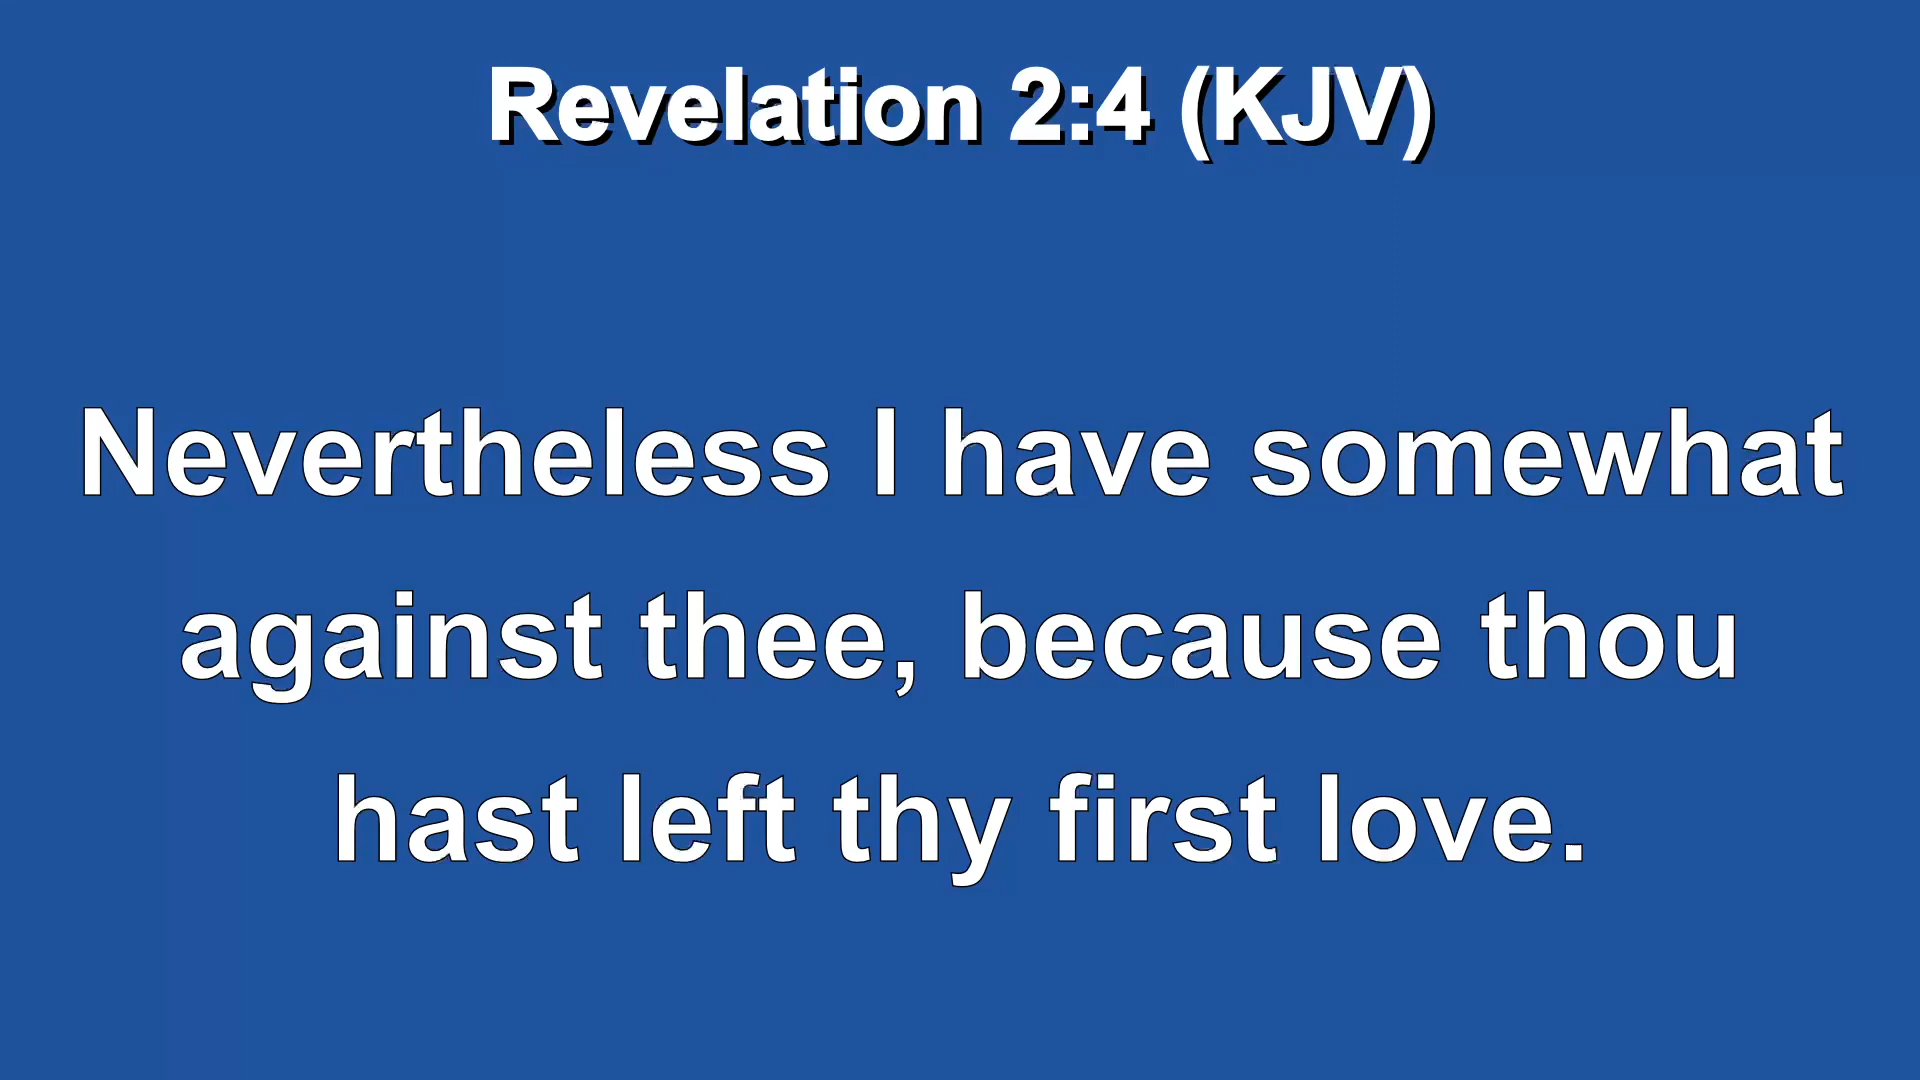 Revelation 2:4 (KJV)
Nevertheless I have somewhat
against thee, because thou
hast left thy first love.